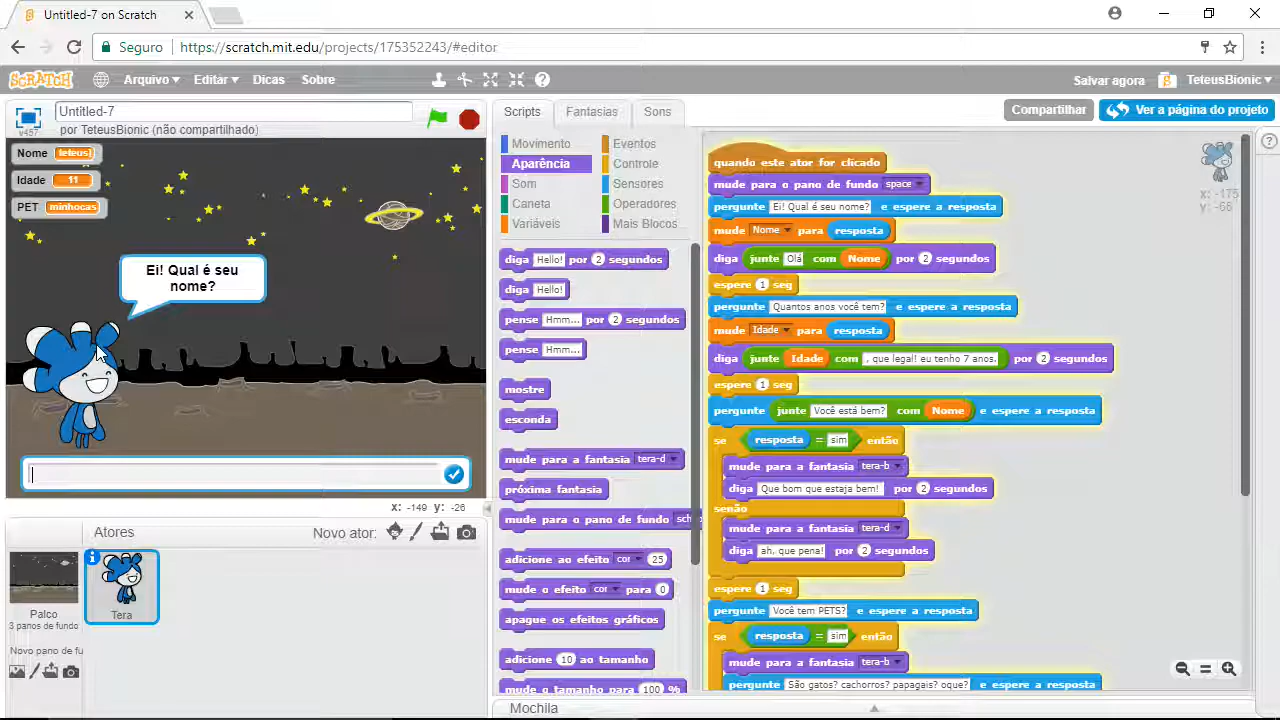 Untitled-7 on Scratch
Seguro https://scratch.mit.edu/projects/175352243/#editor
SCRATCH Arquivo Editar Dicas Sobre Salvar agora TeteusBionic
Untitled-7
por TeteusBionic (não compartilhado)
v457
Scripts Fantasias Sons
Compartilhar Ver a página do projeto
Nome teteus
Idade 11
PET minhocas
Ei! Qual é seu
nome?
x: -149 y: -26
Atores Novo ator:
Palco
3 panos de fundo
Novo pano de fu
Tera
Movimento Eventos
Aparência Controle
Som Sensores
Caneta Operadores
Variáveis Mais Blocos
diga Hello! por 2 segundos
diga Hello!
pense Hmm... por 2 segundos
pense Hmm...
mostre
esconda
mude para a fantasia tera-d
próxima fantasia
mude para o pano de fundo sch
adicione ao efeito cor 25
mude o efeito cor para 0
apague os efeitos gráficos
adicione 10 ao tamanho
mude o tamanho para 100 %
quando este ator for clicado
mude para o pano de fundo space
pergunte Ei! Qual é seu nome? e espere a resposta
mude Nome para resposta
diga junte Olá com Nome por 2 segundos
espere 1 seg
pergunte Quantos anos você tem? e espere a resposta
mude Idade para resposta
diga junte Idade com , que legal! eu tenho 7 anos. por 2 segundos
espere 1 seg
pergunte junte Você está bem? com Nome e espere a resposta
se resposta = sim então
mude para a fantasia tera-b
diga Que bom que estaja bem! por 2 segundos
senão
mude para a fantasia tera-d
diga ah, que pena! por 2 segundos
espere 1 seg
pergunte Você tem PETS? e espere a resposta
se resposta = sim então
mude para a fantasia tera-b
pergunte São gatos? cachorros? papagais? oque? e espere a resposta
x: -175
y: -66
Mochila